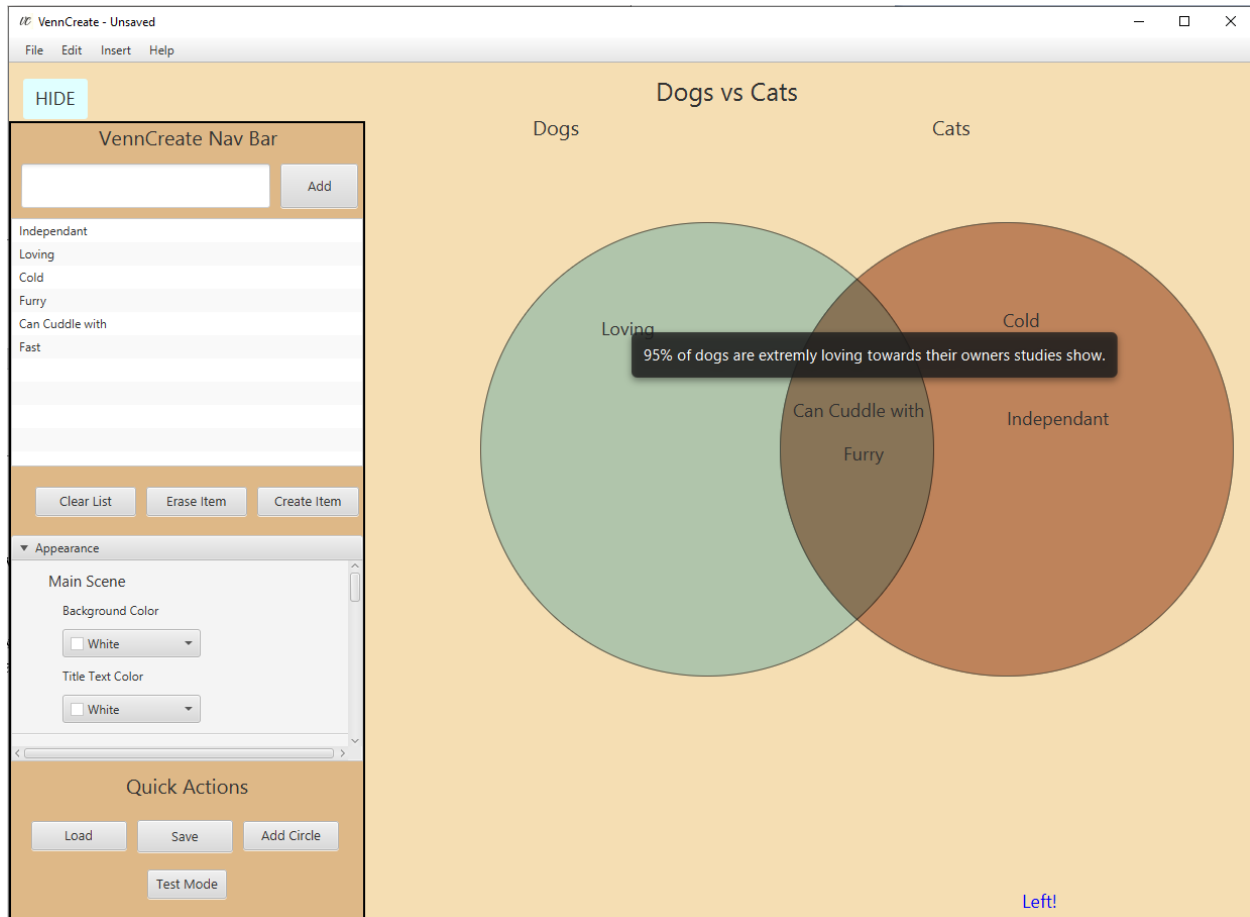 VC VennCreate - Unsaved
File Edit Insert Help
HIDE
Dogs vs Cats
Dogs Cats
VennCreate Nav Bar
Add
Independant
Loving
Cold
Furry
Can Cuddle with
Fast
Clear List Erase Item Create Item
Appearance
Main Scene
Background Color
White
Title Text Color
White
Quick Actions
Load Save Add Circle
Test Mode
Loving
Cold
95% of dogs are extremly loving towards their owners studies show.
Can Cuddle with
Independant
Furry
Left!